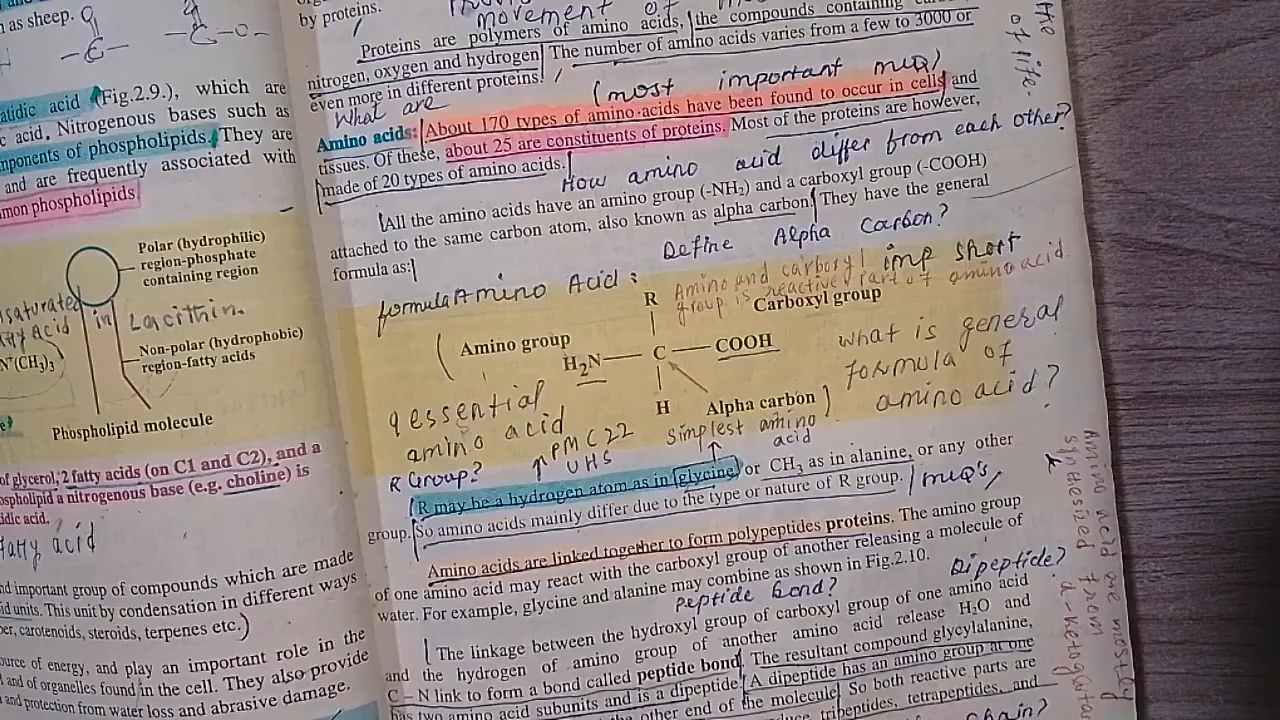 as sheep.
atidic acid (Fig.2.9.), which are
c acid. Nitrogenous bases such as
mponents of phospholipids. They are
and are frequently associated with
mon phospholipids
Polar (hydrophilic)
region-phosphate
containing region
Lacithin.
Non-polar (hydrophobic)
region-fatty acids
N⁺(CH₃)₃
Phospholipid molecule
of glycerol, 2 fatty acids (on C1 and C2), and a
ospholipid a nitrogenous base (e.g. choline) is
idic acid.
fatty acid
nd important group of compounds which are made
id units. This unit by condensation in different ways
er, carotenoids, steroids, terpenes etc.)
ource of energy, and play an important role in the
and of organelles found in the cell. They also provide
and protection from water loss and abrasive damage.
by proteins.
movement of
Proteins are polymers of amino acids, the compounds containing
nitrogen, oxygen and hydrogen. The number of amino acids varies from a few to 3000 or
even more in different proteins.
(most important mcq)
What are
Amino acids: About 170 types of amino-acids have been found to occur in cells and
tissues. Of these, about 25 are constituents of proteins. Most of the proteins are however,
made of 20 types of amino acids.
How amino acid differ from each other?
All the amino acids have an amino group (-NH₂) and a carboxyl group (-COOH)
attached to the same carbon atom, also known as alpha carbon. They have the general
formula as:
Define Alpha Carbon?
imp short
formula Amino Acid:
Amino and carboxyl
group is reactive part of amino acid.
R
Carboxyl group
Amino group
H₂N C COOH
H
Alpha carbon
what is general
formula of
amino acid?
9 essential
amino acid
R Group?
PMC22
UHS
simplest amino
acid
R may be a hydrogen atom as in glycine or CH₃ as in alanine, or any other
group. So amino acids mainly differ due to the type or nature of R group.
mcq's
Amino acids are linked together to form polypeptides proteins. The amino group
of one amino acid may react with the carboxyl group of another releasing a molecule of
water. For example, glycine and alanine may combine as shown in Fig.2.10.
Peptide bond?
Dipeptide?
The linkage between the hydroxyl group of carboxyl group of one amino acid
and the hydrogen of amino group of another amino acid release H₂O and
C – N link to form a bond called peptide bond. The resultant compound glycylalanine,
has two amino acid subunits and is a dipeptide. A dipeptide has an amino group at one
the other end of the molecule. So both reactive parts are
tripeptides, tetrapeptides, and
chain?
of life.
Amino acid are mostly
synthesized from